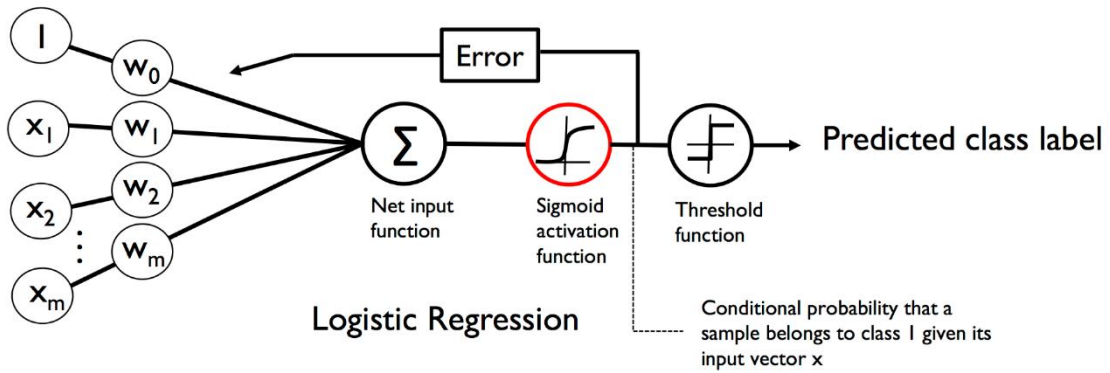 1
w0
x1
w1
x2
w2
⋮
xm
wm
Error
Σ
Net input
function
Sigmoid
activation
function
Threshold
function
Predicted class label
Logistic Regression
Conditional probability that a
sample belongs to class 1 given its
input vector x